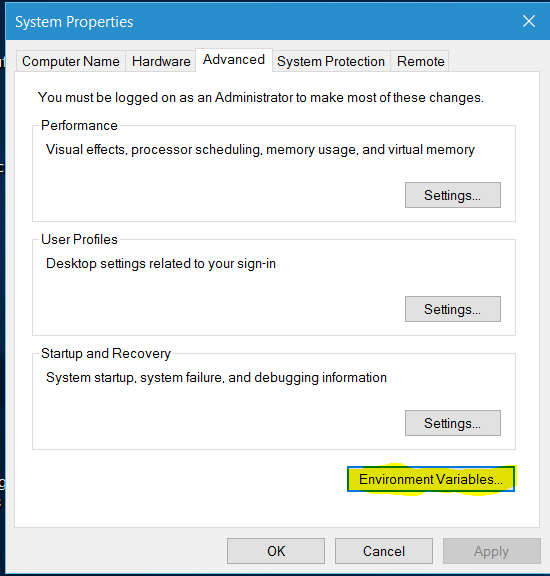 System Properties
Computer Name Hardware Advanced System Protection Remote
You must be logged on as an Administrator to make most of these changes.
Performance
Visual effects, processor scheduling, memory usage, and virtual memory
Settings...
User Profiles
Desktop settings related to your sign-in
Settings...
Startup and Recovery
System startup, system failure, and debugging information
Settings...
Environment Variables...
OK Cancel Apply